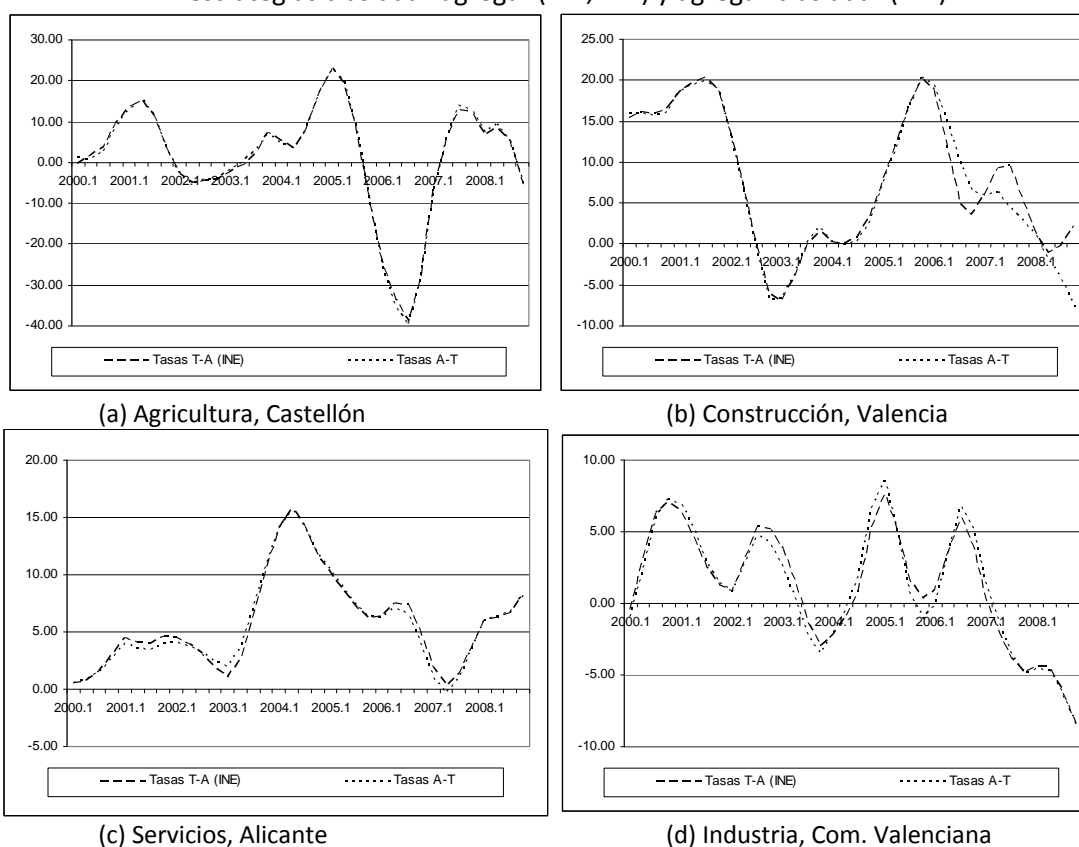 30.00
20.00
10.00
0.00
-10.00
-20.00
-30.00
-40.00
2000.1 2001.1 2002.1 2003.1 2004.1 2005.1 2006.1 2007.1 2008.1
Tasas T-A (INE) Tasas A-T
(a) Agricultura, Castellón
25.00
20.00
15.00
10.00
5.00
0.00
-5.00
-10.00
2000.1 2001.1 2002.1 2003.1 2004.1 2005.1 2006.1 2007.1 2008.1
Tasas T-A (INE) Tasas A-T
(b) Construcción, Valencia
20.00
15.00
10.00
5.00
0.00
-5.00
2000.1 2001.1 2002.1 2003.1 2004.1 2005.1 2006.1 2007.1 2008.1
Tasas T-A (INE) Tasas A-T
(c) Servicios, Alicante
10.00
5.00
0.00
-5.00
-10.00
2000.1 2001.1 2002.1 2003.1 2004.1 2005.1 2006.1 2007.1 2008.1
Tasas T-A (INE) Tasas A-T
(d) Industria, Com. Valenciana